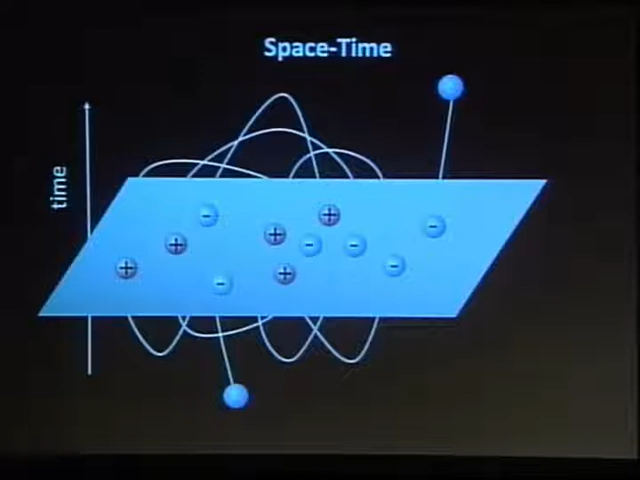 Space-Time
time
- + + - + - - - - + +